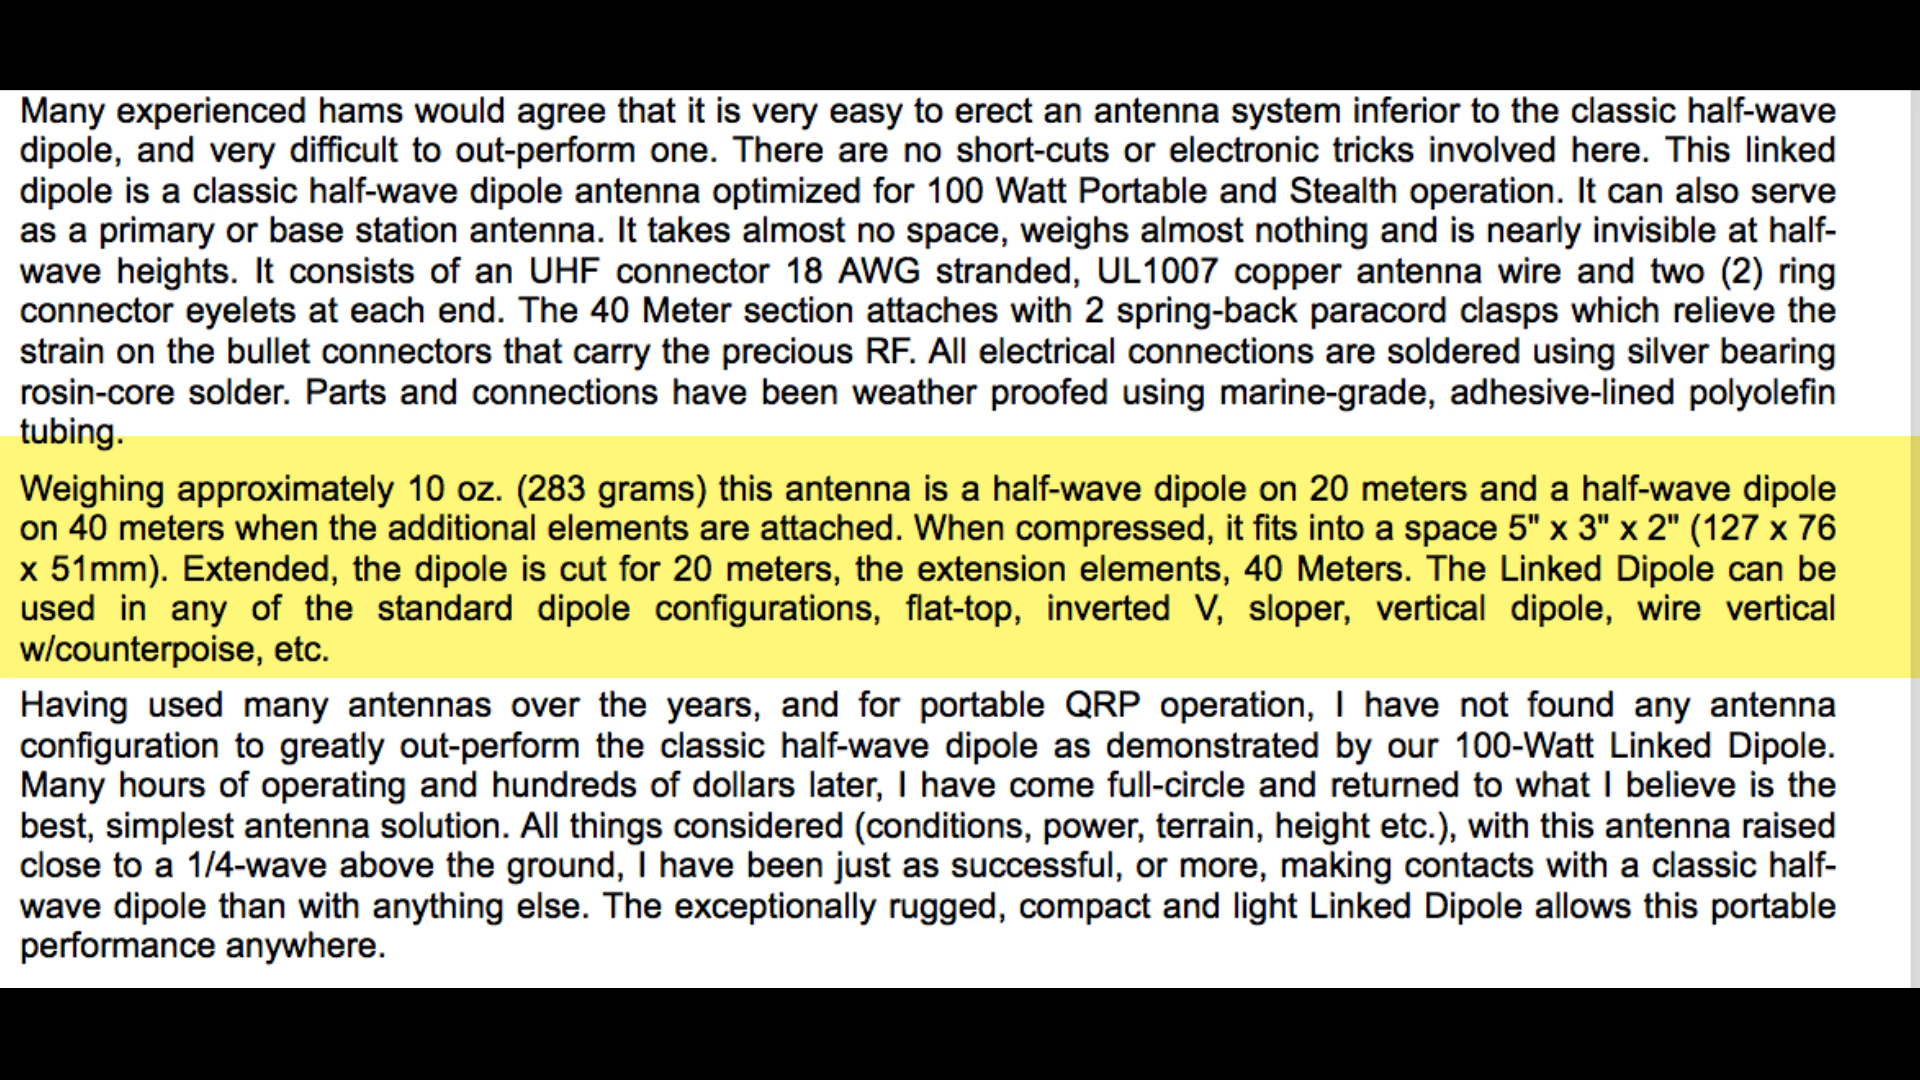 Many experienced hams would agree that it is very easy to erect an antenna system inferior to the classic half-wave
dipole, and very difficult to out-perform one. There are no short-cuts or electronic tricks involved here. This linked
dipole is a classic half-wave dipole antenna optimized for 100 Watt Portable and Stealth operation. It can also serve
as a primary or base station antenna. It takes almost no space, weighs almost nothing and is nearly invisible at half-
wave heights. It consists of an UHF connector 18 AWG stranded, UL1007 copper antenna wire and two (2) ring
connector eyelets at each end. The 40 Meter section attaches with 2 spring-back paracord clasps which relieve the
strain on the bullet connectors that carry the precious RF. All electrical connections are soldered using silver bearing
rosin-core solder. Parts and connections have been weather proofed using marine-grade, adhesive-lined polyolefin
tubing.
Weighing approximately 10 oz. (283 grams) this antenna is a half-wave dipole on 20 meters and a half-wave dipole
on 40 meters when the additional elements are attached. When compressed, it fits into a space 5" x 3" x 2" (127 x 76
x 51mm). Extended, the dipole is cut for 20 meters, the extension elements, 40 Meters. The Linked Dipole can be
used in any of the standard dipole configurations, flat-top, inverted V, sloper, vertical dipole, wire vertical
w/counterpoise, etc.
Having used many antennas over the years, and for portable QRP operation, I have not found any antenna
configuration to greatly out-perform the classic half-wave dipole as demonstrated by our 100-Watt Linked Dipole.
Many hours of operating and hundreds of dollars later, I have come full-circle and returned to what I believe is the
best, simplest antenna solution. All things considered (conditions, power, terrain, height etc.), with this antenna raised
close to a 1/4-wave above the ground, I have been just as successful, or more, making contacts with a classic half-
wave dipole than with anything else. The exceptionally rugged, compact and light Linked Dipole allows this portable
performance anywhere.